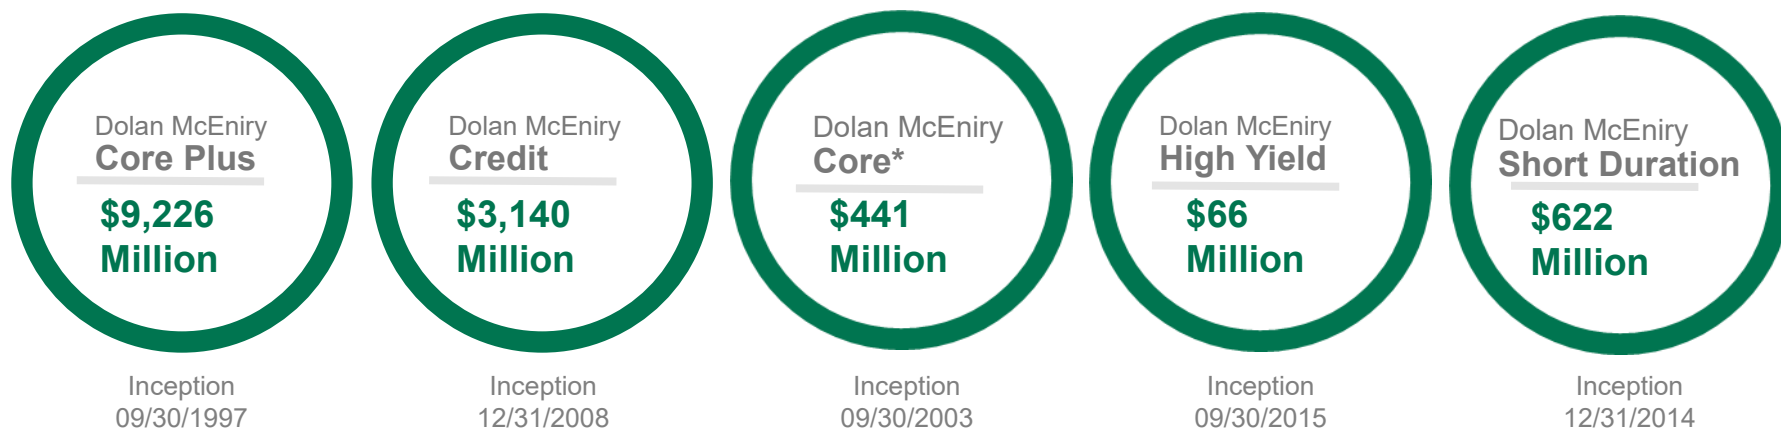 Dolan McEniry
Core Plus
$9,226
Million
Inception
09/30/1997
Dolan McEniry
Credit
$3,140
Million
Inception
12/31/2008
Dolan McEniry
Core*
$441
Million
Inception
09/30/2003
Dolan McEniry
High Yield
$66
Million
Inception
09/30/2015
Dolan McEniry
Short Duration
$622
Million
Inception
12/31/2014